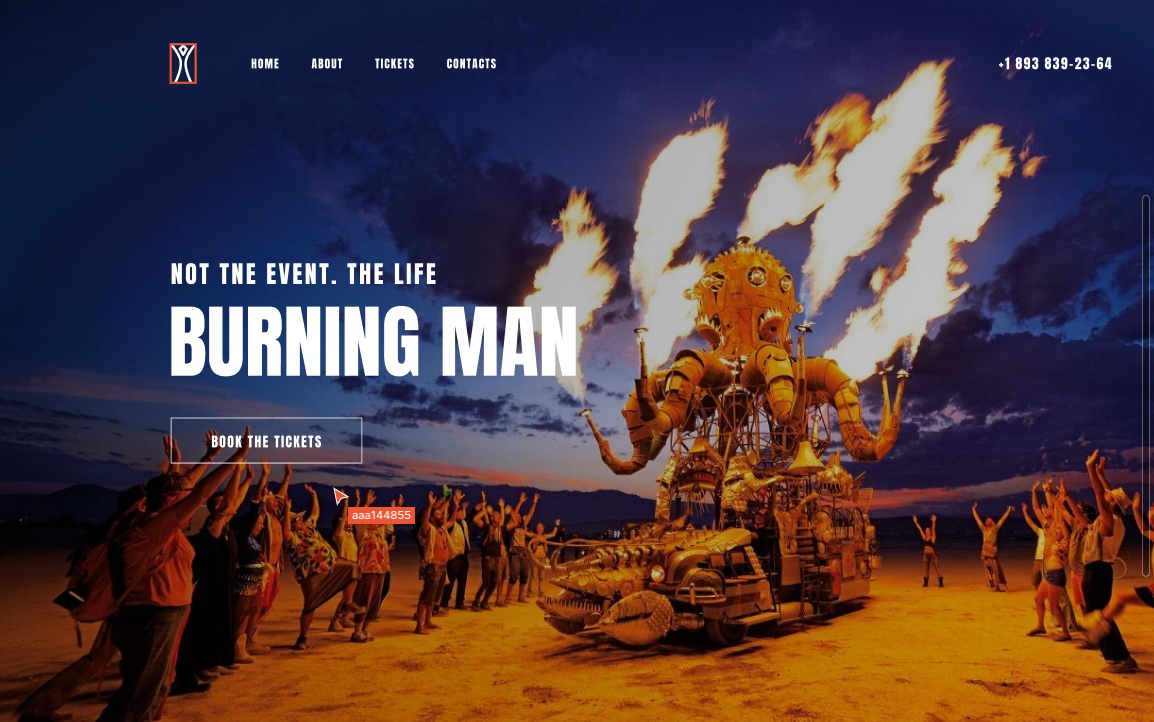 HOME ABOUT TICKETS CONTACTS +1 893 839-23-64
NOT TNE EVENT. THE LIFE
BURNING MAN
BOOK THE TICKETS
aaa144855